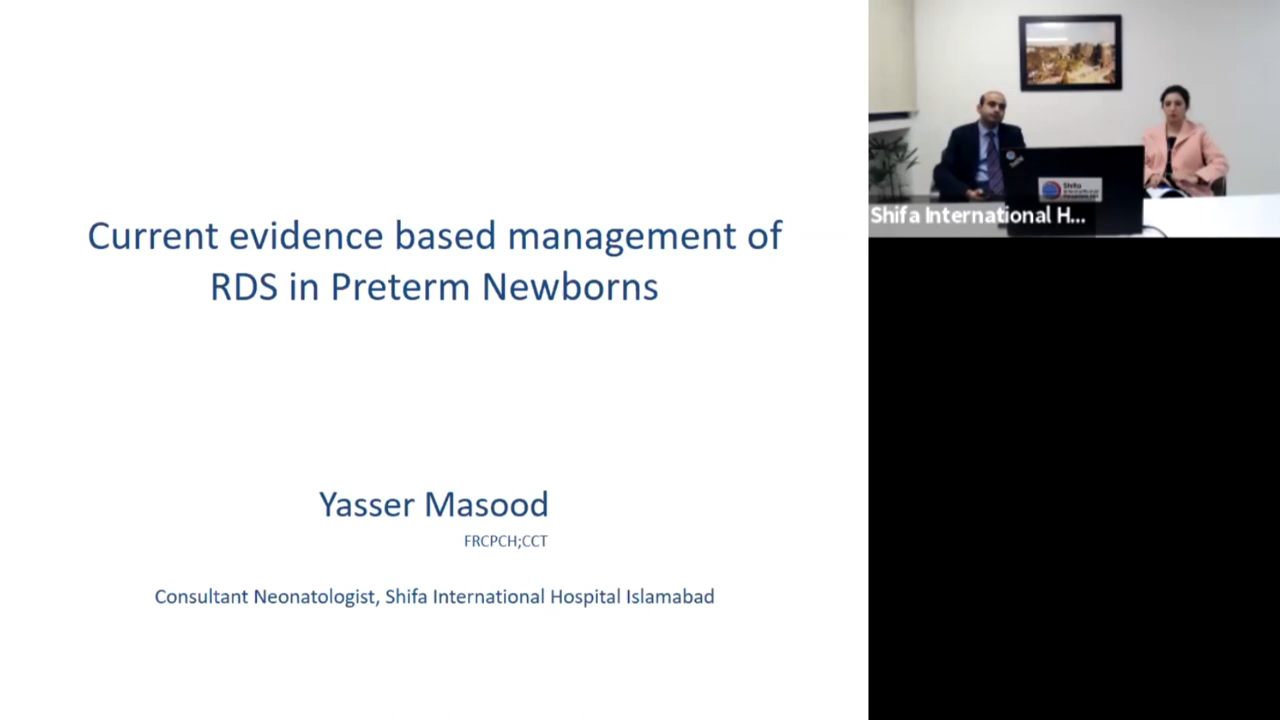 Current evidence based management of
RDS in Preterm Newborns
Yasser Masood
FRCPCH;CCT
Consultant Neonatologist, Shifa International Hospital Islamabad
Shifa
Shifa International H...